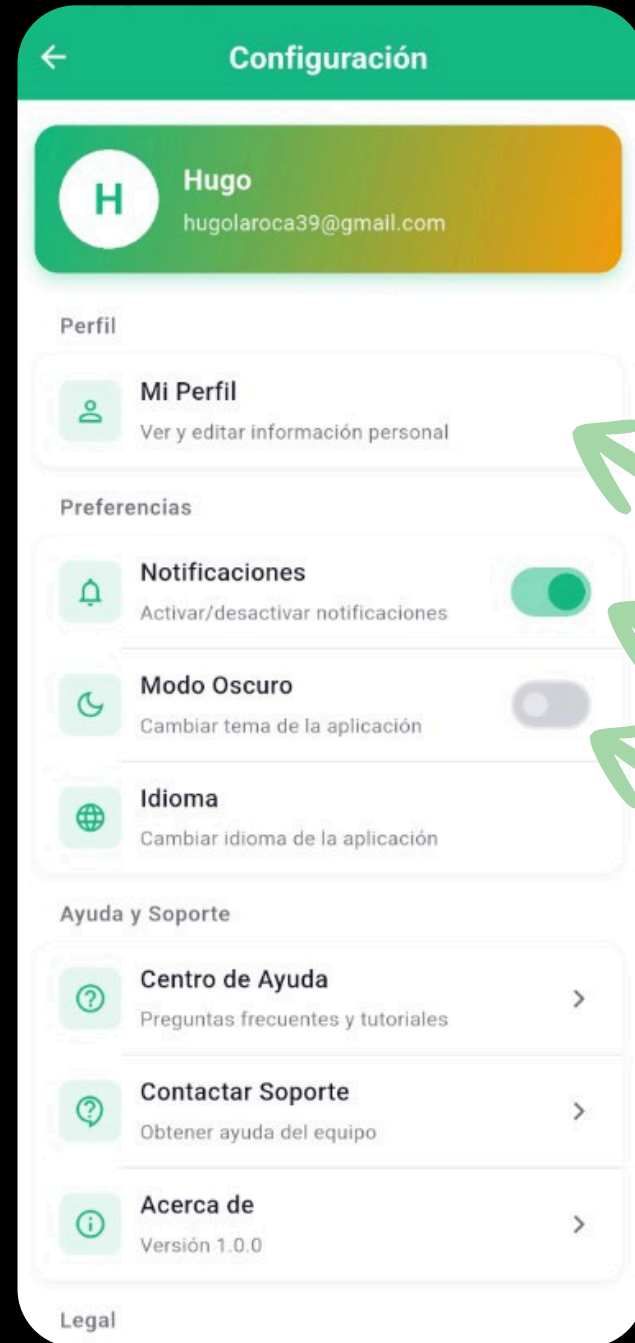 Configuración
H
Hugo
hugolaroca39@gmail.com
Perfil
Mi Perfil
Ver y editar información personal
Preferencias
Notificaciones
Activar/desactivar notificaciones
Modo Oscuro
Cambiar tema de la aplicación
Idioma
Cambiar idioma de la aplicación
Ayuda y Soporte
Centro de Ayuda
Preguntas frecuentes y tutoriales
Contactar Soporte
Obtener ayuda del equipo
Acerca de
Versión 1.0.0
Legal